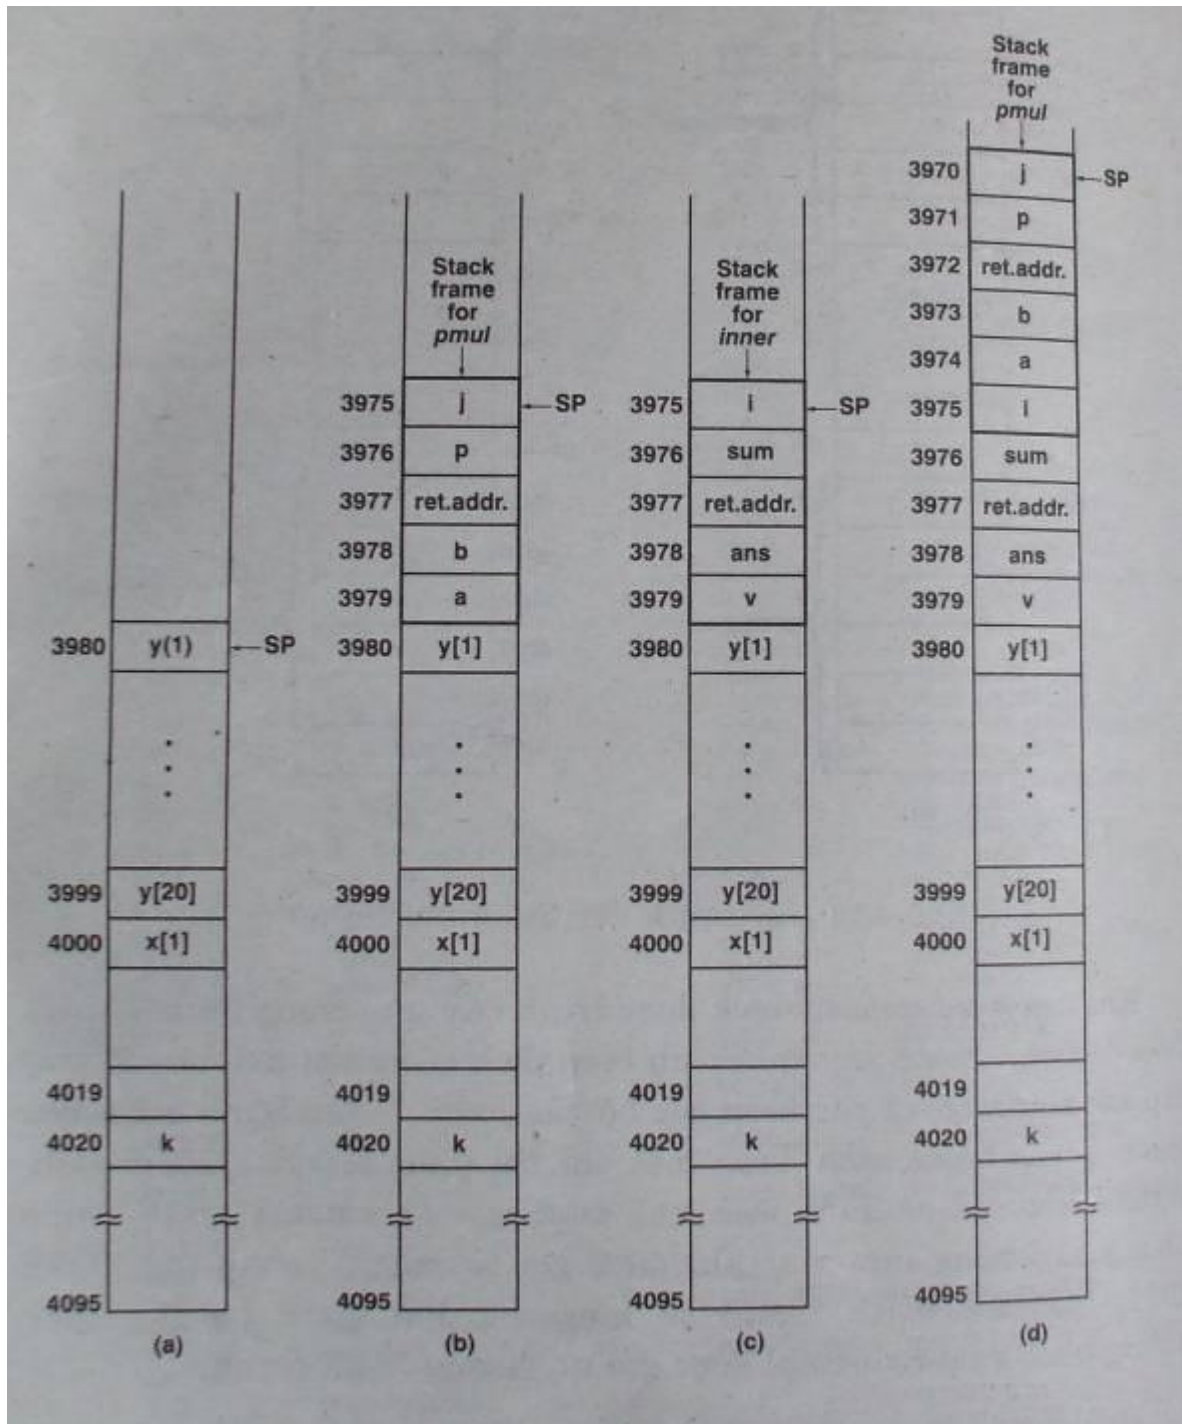 3980 y(1) SP
3999 y[20]
4000 x[1]
4019
4020 k
4095
(a)
Stack
frame
for
pmul
3975 j SP
3976 p
3977 ret.addr.
3978 b
3979 a
3980 y[1]
3999 y[20]
4000 x[1]
4019
4020 k
4095
(b)
Stack
frame
for
inner
3975 i SP
3976 sum
3977 ret.addr.
3978 ans
3979 v
3980 y[1]
3999 y[20]
4000 x[1]
4019
4020 k
4095
(c)
Stack
frame
for
pmul
3970 j SP
3971 p
3972 ret.addr.
3973 b
3974 a
3975 i
3976 sum
3977 ret.addr.
3978 ans
3979 v
3980 y[1]
3999 y[20]
4000 x[1]
4019
4020 k
4095
(d)